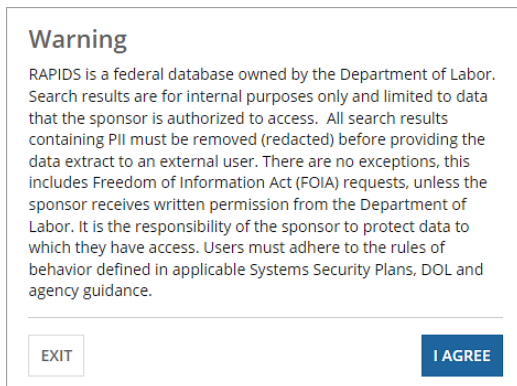 Warning
RAPIDS is a federal database owned by the Department of Labor.
Search results are for internal purposes only and limited to data
that the sponsor is authorized to access.  All search results
containing PII must be removed (redacted) before providing the
data extract to an external user. There are no exceptions, this
includes Freedom of Information Act (FOIA) requests, unless the
sponsor receives written permission from the Department of
Labor. It is the responsibility of the sponsor to protect data to
which they have access. Users must adhere to the rules of
behavior defined in applicable Systems Security Plans, DOL and
agency guidance.
EXIT
I AGREE